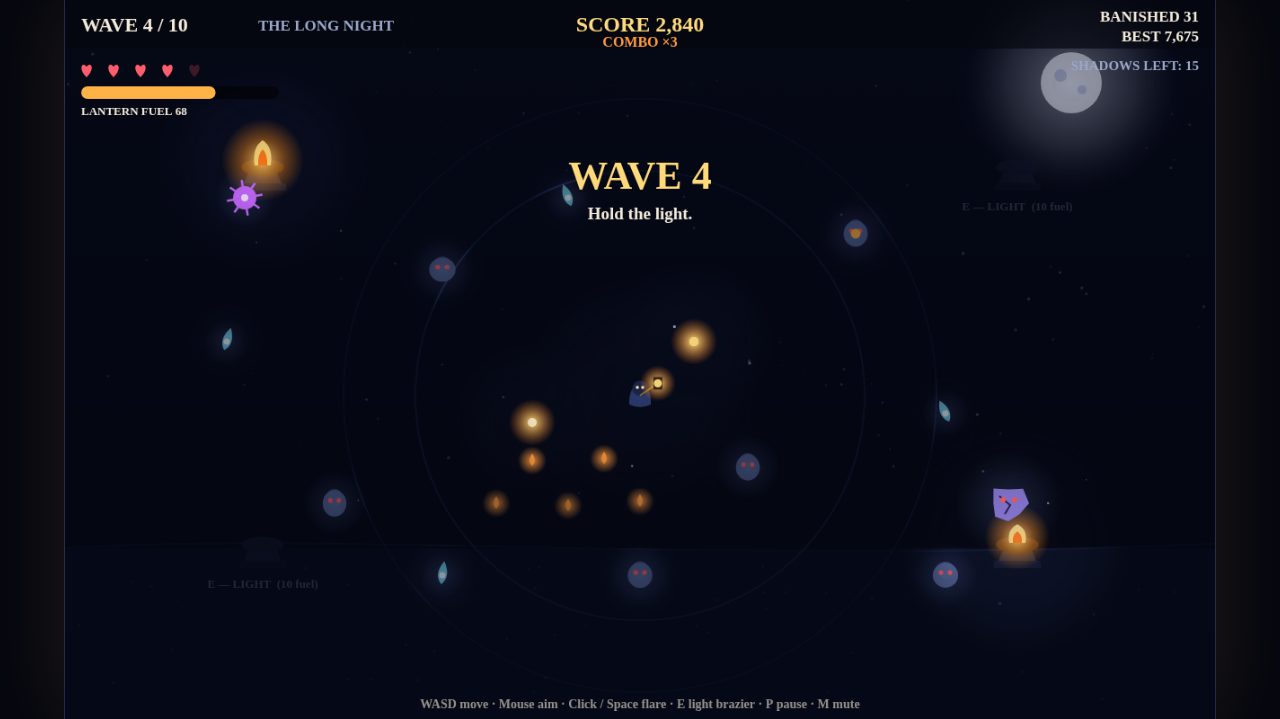 WAVE 4 / 10
THE LONG NIGHT
SCORE 2,840
COMBO ×3
BANISHED 31
BEST 7,675
SHADOWS LEFT: 15
LANTERN FUEL 68
WAVE 4
Hold the light.
E — LIGHT (10 fuel)
E — LIGHT (10 fuel)
WASD move · Mouse aim · Click / Space flare · E light brazier · P pause · M mute